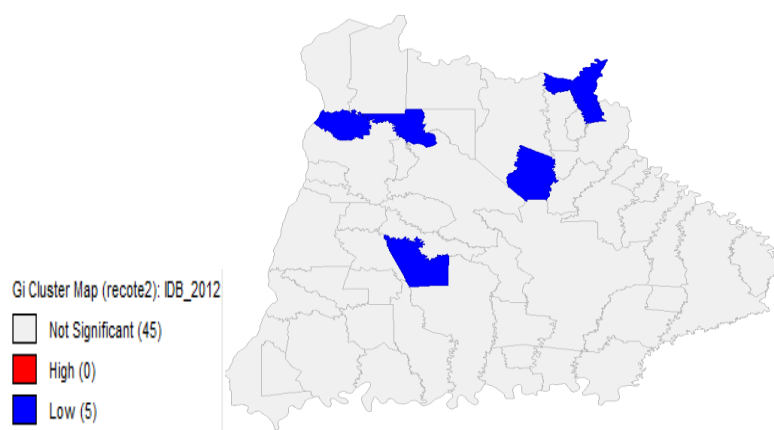 Gi Cluster Map (recote2): IDB_2012
Not Significant (45)
High (0)
Low (5)